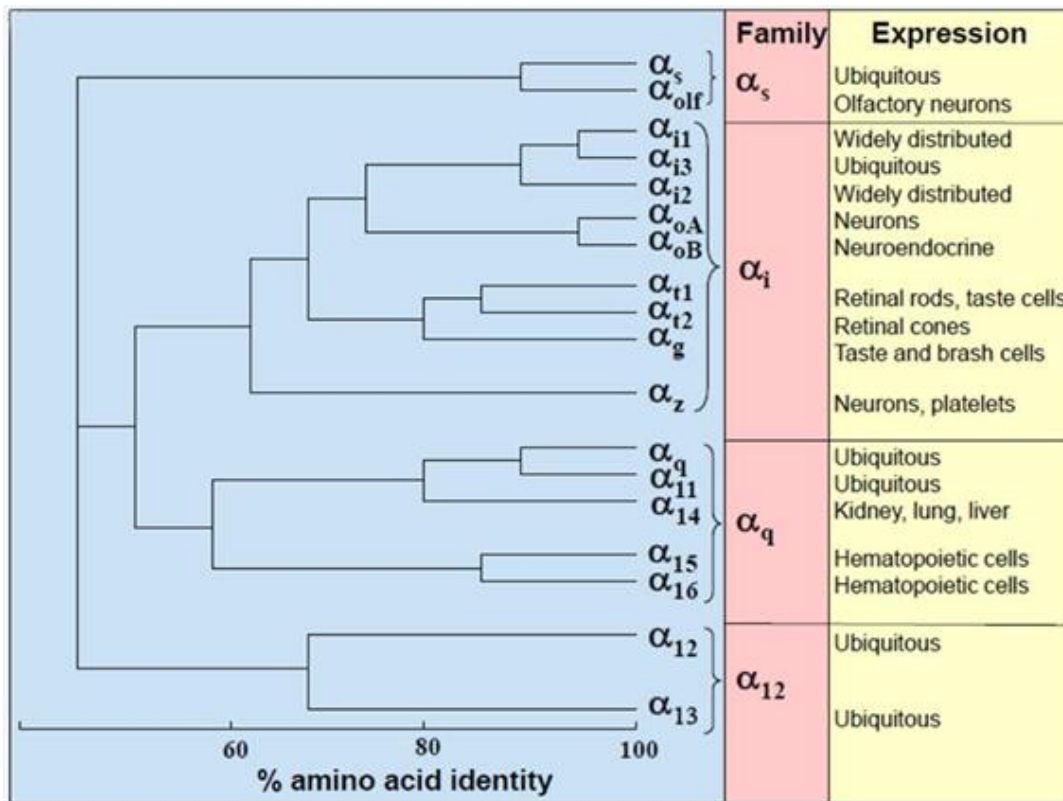 Family Expression
αs αs Ubiquitous
αolf Olfactory neurons
αi1 Widely distributed
αi3 Ubiquitous
αi2 Widely distributed
αoA Neurons
αoB Neuroendocrine
αi
αt1 Retinal rods, taste cells
αt2 Retinal cones
αg Taste and brash cells
αz Neurons, platelets
αq Ubiquitous
α11 Ubiquitous
α14 Kidney, lung, liver
αq
α15 Hematopoietic cells
α16 Hematopoietic cells
α12 Ubiquitous
α12
α13 Ubiquitous
60 80 100
% amino acid identity